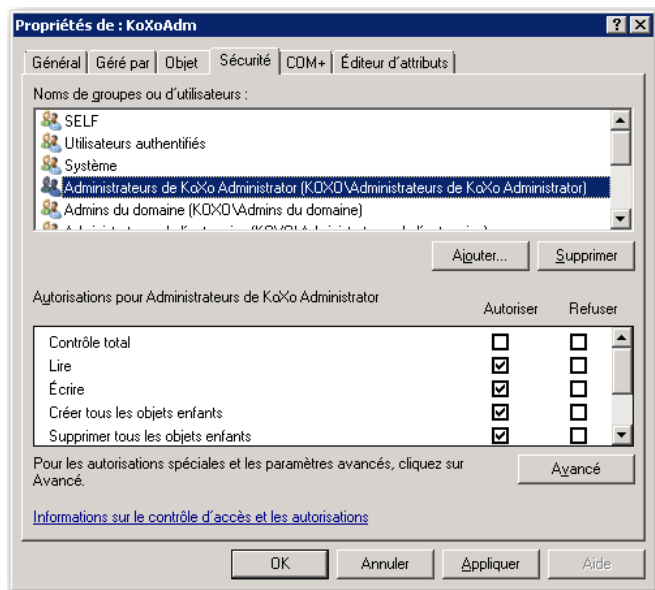 Propriétés de : KoXoAdm
Général Géré par Objet Sécurité COM+ Éditeur d'attributs
Noms de groupes ou d'utilisateurs :
SELF
Utilisateurs authentifiés
Système
Administrateurs de KoXo Administrator (KOXO\Administrateurs de KoXo Administrator)
Admins du domaine (KOXO\Admins du domaine)
Ajouter... Supprimer
Autorisations pour Administrateurs de KoXo Administrator
Autoriser Refuser
Contrôle total
Lire
Écrire
Créer tous les objets enfants
Supprimer tous les objets enfants
Pour les autorisations spéciales et les paramètres avancés, cliquez sur
Avancé.
Avancé
Informations sur le contrôle d'accès et les autorisations
OK Annuler Appliquer Aide